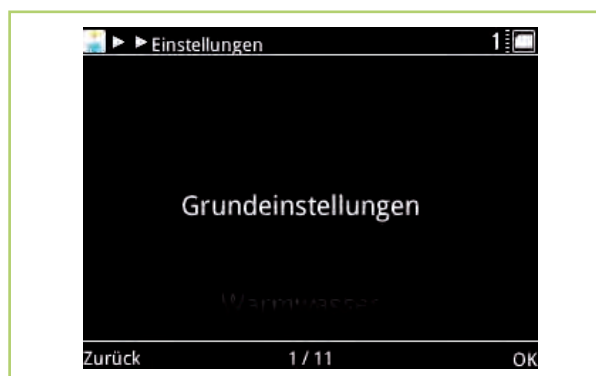 Einstellungen 1
Grundeinstellungen
Warmwasser
Zurück 1 / 11 OK